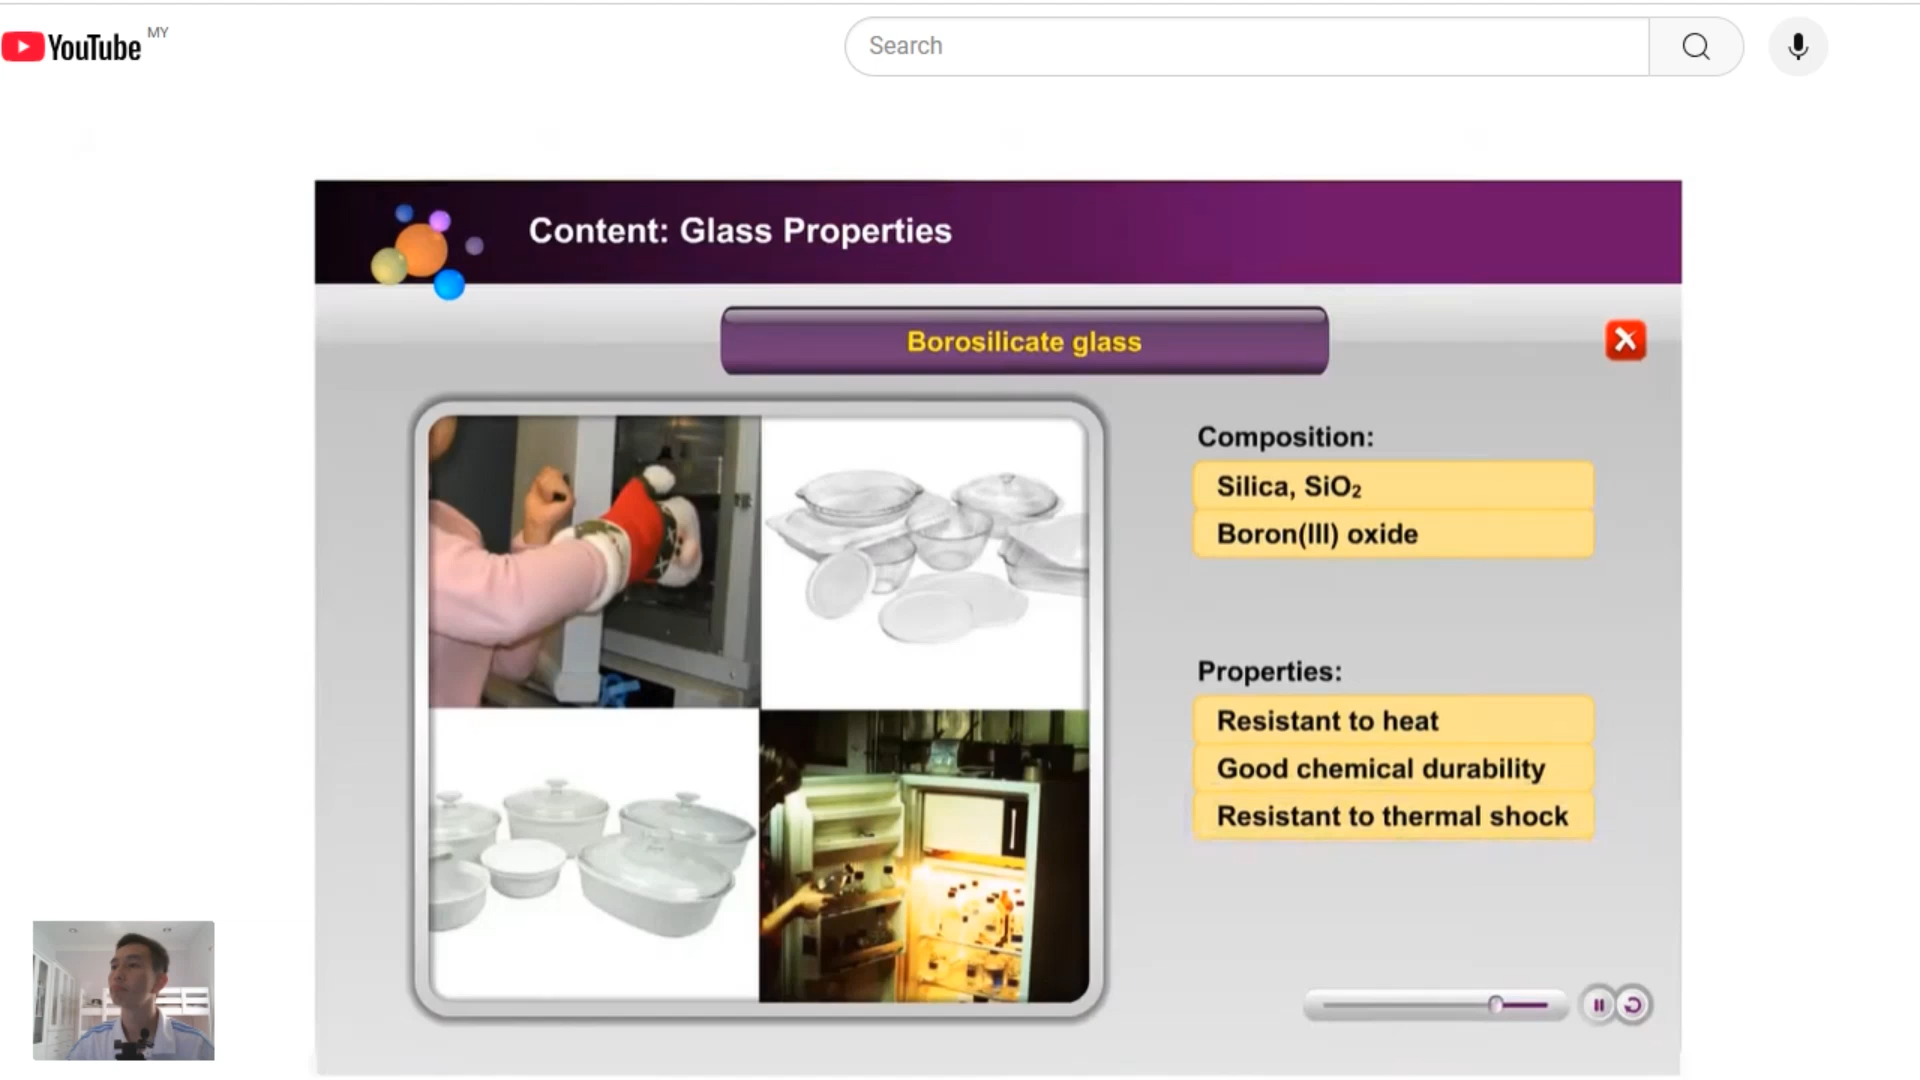 YouTube MY
Search
Content: Glass Properties
Borosilicate glass
Composition:
Silica, SiO₂
Boron(III) oxide
Properties:
Resistant to heat
Good chemical durability
Resistant to thermal shock